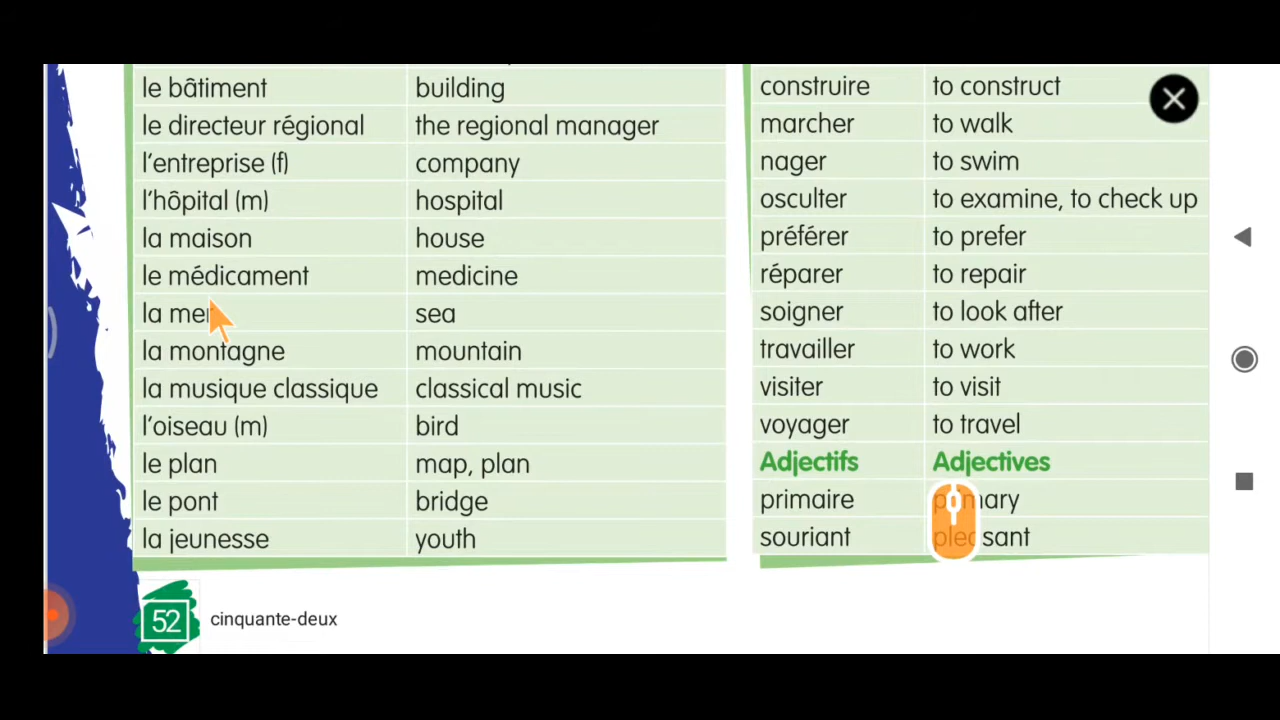 le bâtiment building
le directeur régional the regional manager
l'entreprise (f) company
l'hôpital (m) hospital
la maison house
le médicament medicine
la mer sea
la montagne mountain
la musique classique classical music
l'oiseau (m) bird
le plan map, plan
le pont bridge
la jeunesse youth
construire to construct
marcher to walk
nager to swim
osculter to examine, to check up
préférer to prefer
réparer to repair
soigner to look after
travailler to work
visiter to visit
voyager to travel
Adjectifs Adjectives
primaire primary
souriant pleasant
52 cinquante-deux